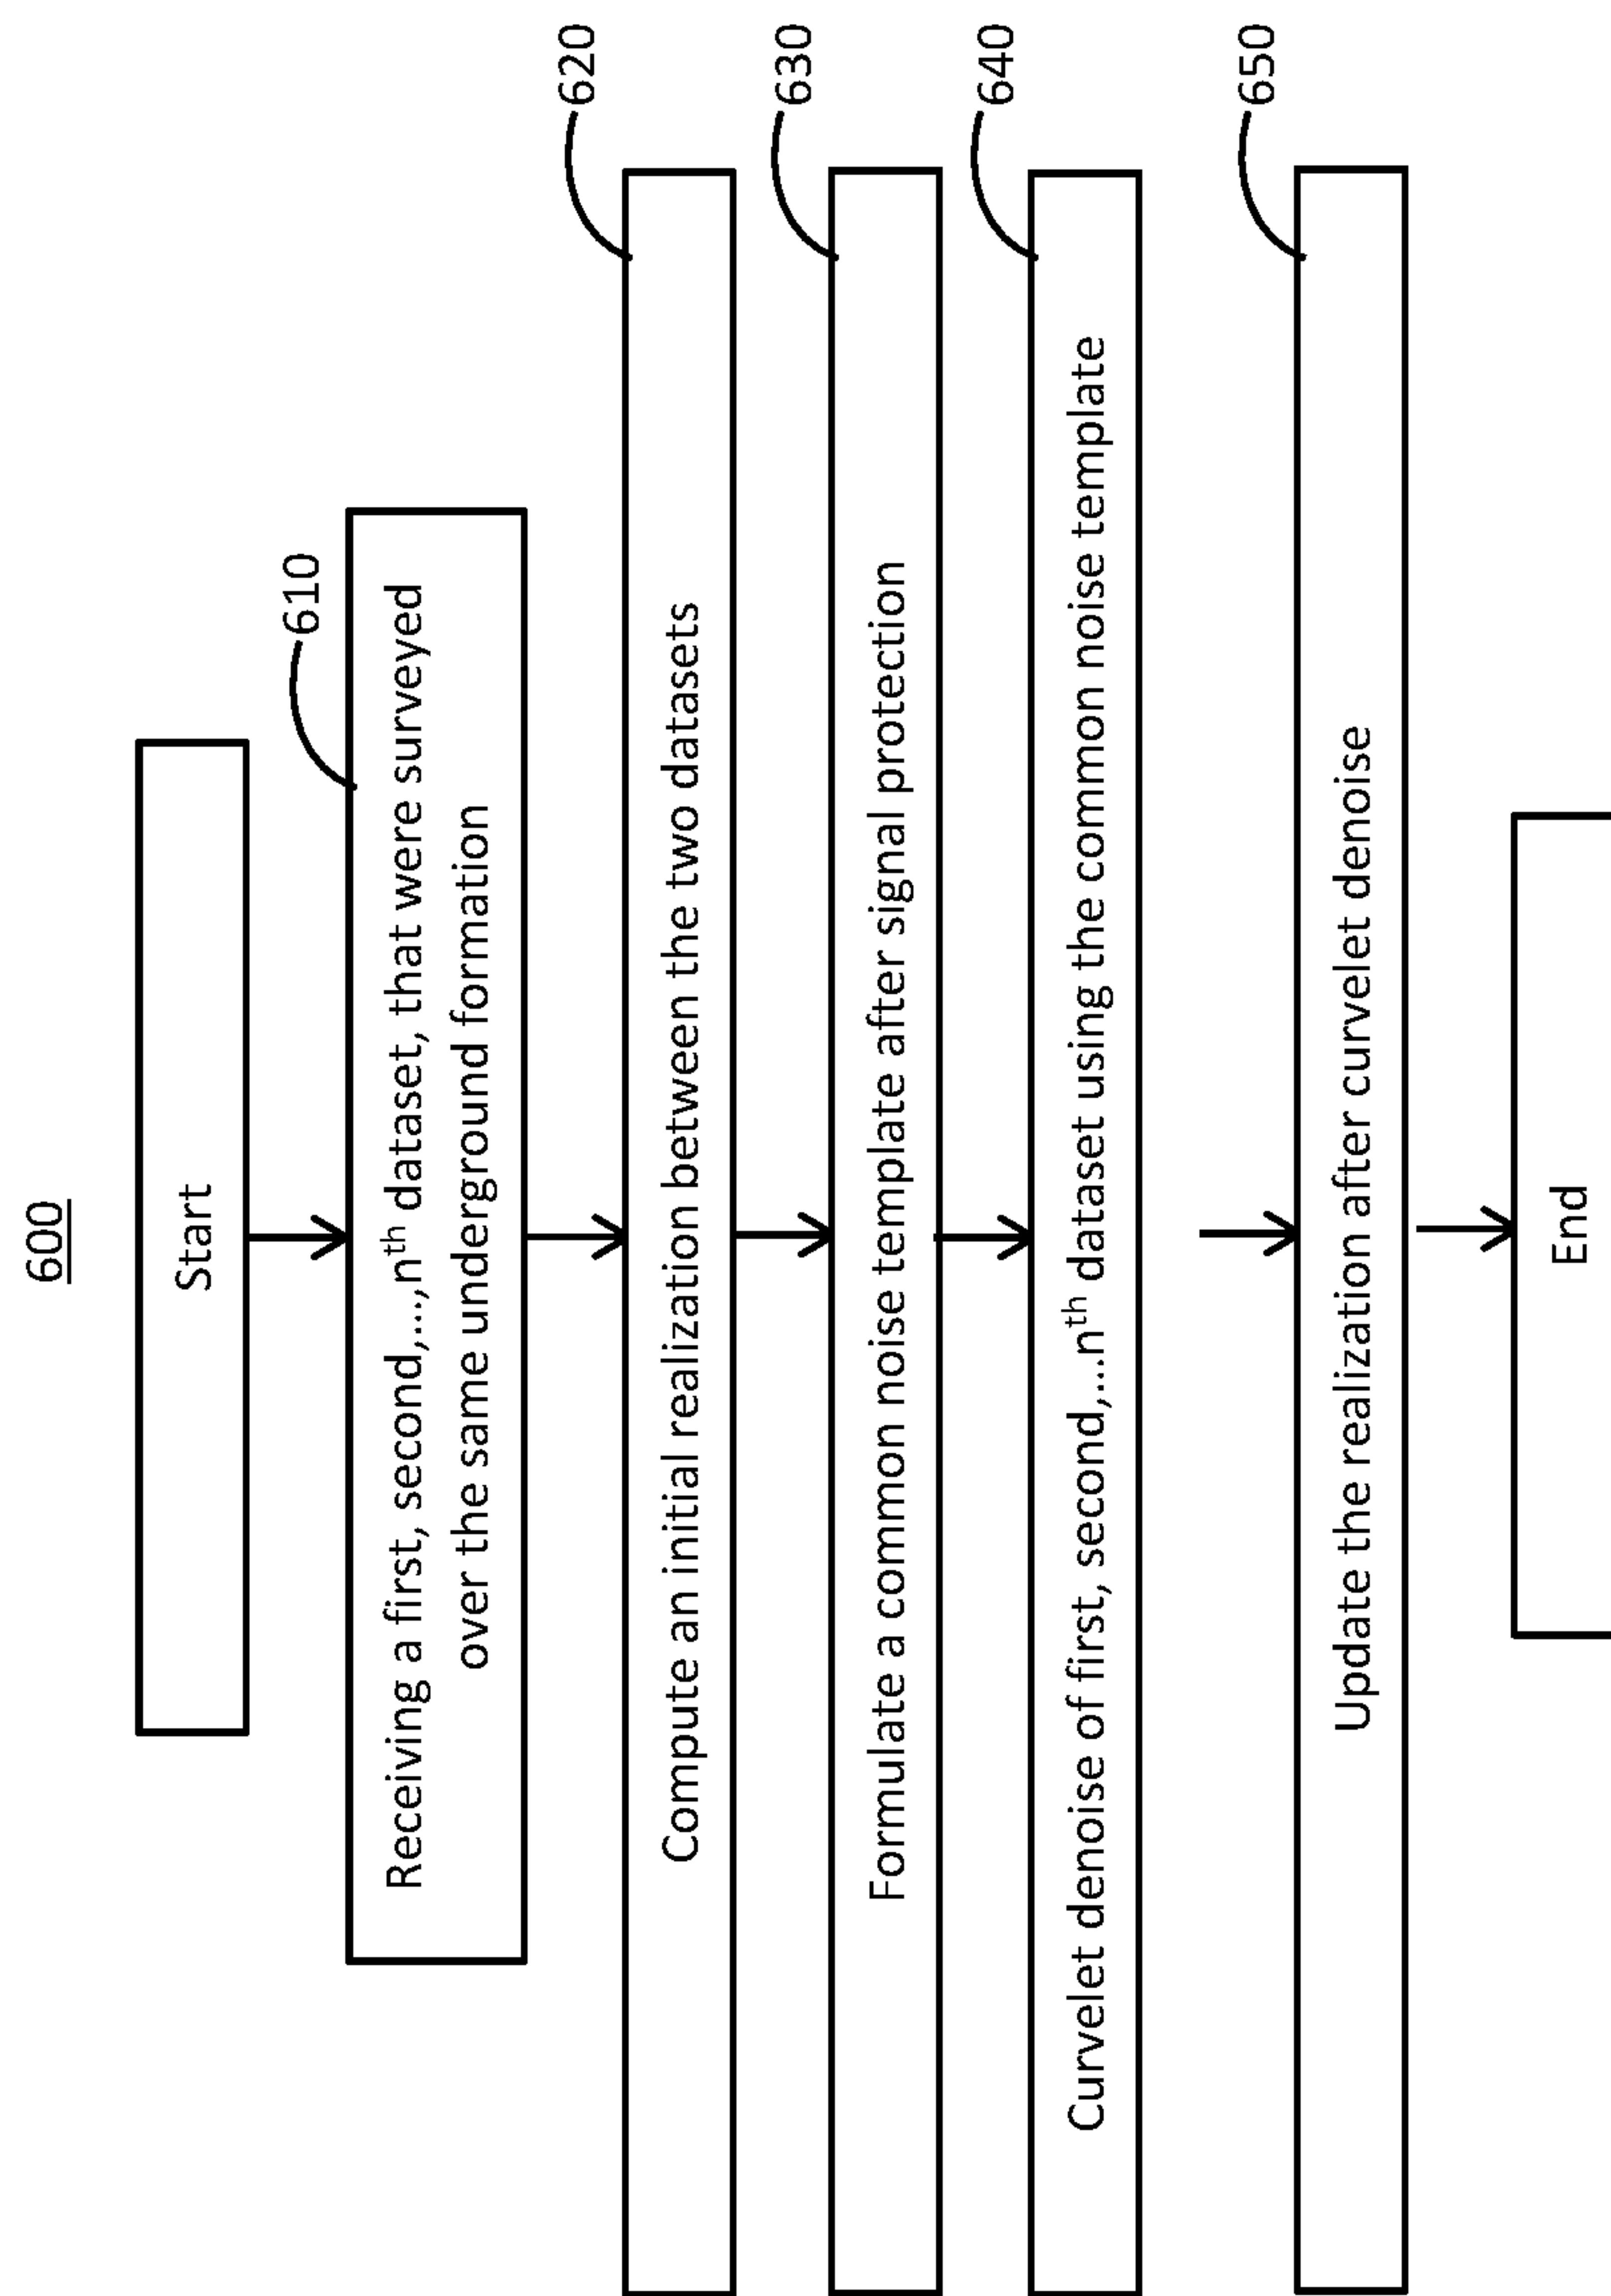 600
Start
610
Receiving a first, second,...,nth dataset, that were surveyed
over the same underground formation
620
Compute an initial realization between the two datasets
630
Formulate a common noise template after signal protection
640
Curvelet denoise of first, second,...nth dataset using the common noise template
650
Update the realization after curvelet denoise
End